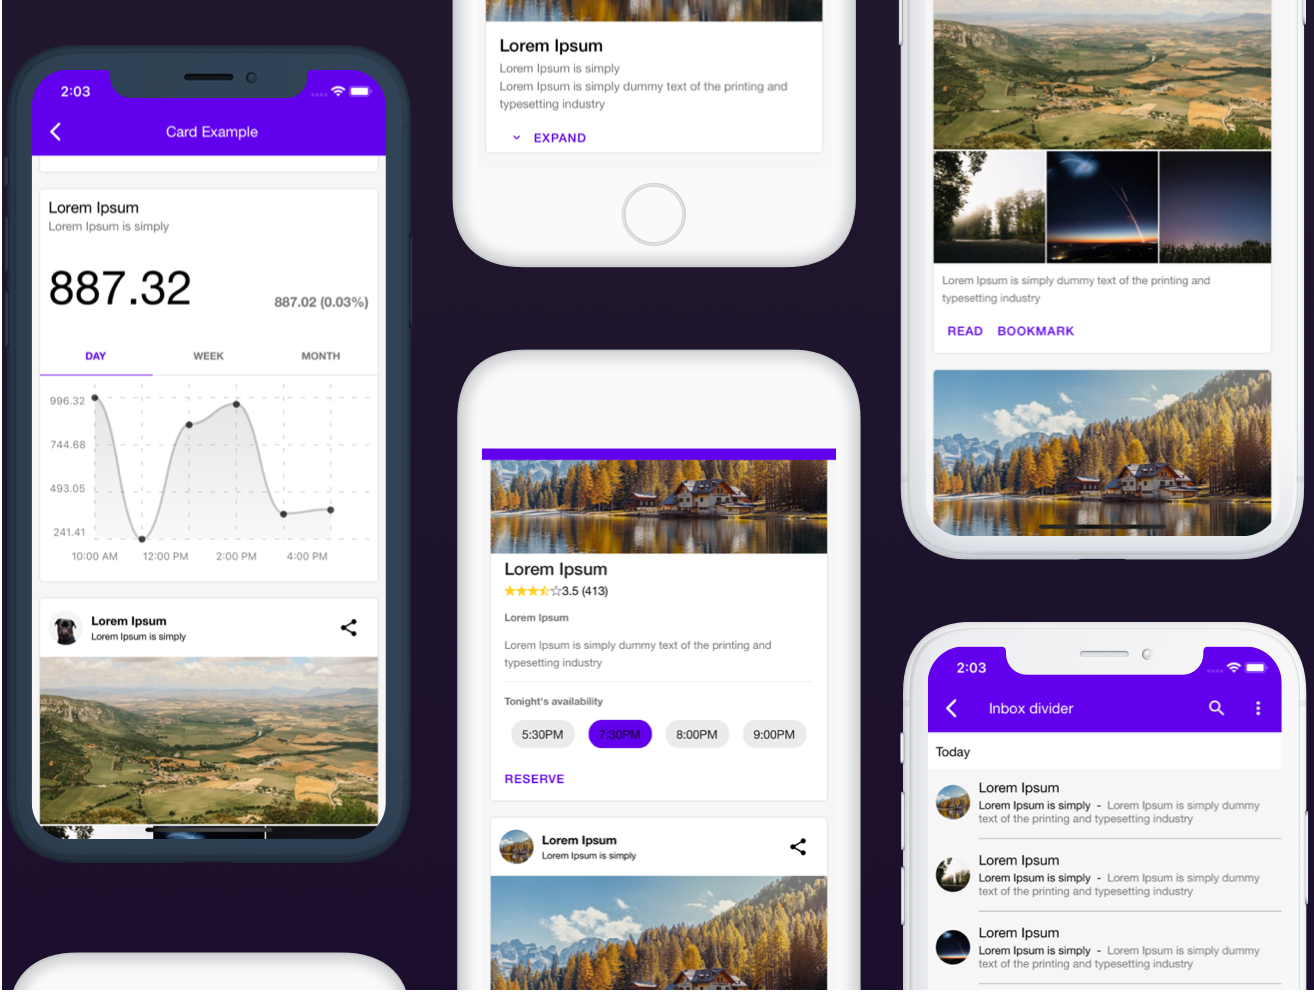 2:03
Card Example
Lorem Ipsum
Lorem Ipsum is simply
887.32
887.02 (0.03%)
DAY WEEK MONTH
996.32
744.68
493.05
241.41
10:00 AM 12:00 PM 2:00 PM 4:00 PM
Lorem Ipsum
Lorem Ipsum is simply
Lorem Ipsum
Lorem Ipsum is simply
Lorem Ipsum is simply dummy text of the printing and
typesetting industry
EXPAND
Lorem Ipsum
3.5 (413)
Lorem Ipsum
Lorem Ipsum is simply dummy text of the printing and
typesetting industry
Tonight's availability
5:30PM 7:30PM 8:00PM 9:00PM
RESERVE
Lorem Ipsum
Lorem Ipsum is simply
Lorem Ipsum is simply dummy text of the printing and
typesetting industry
READ BOOKMARK
2:03
Inbox divider
Today
Lorem Ipsum
Lorem Ipsum is simply - Lorem Ipsum is simply dummy
text of the printing and typesetting industry
Lorem Ipsum
Lorem Ipsum is simply - Lorem Ipsum is simply dummy
text of the printing and typesetting industry
Lorem Ipsum
Lorem Ipsum is simply - Lorem Ipsum is simply dummy
text of the printing and typesetting industry